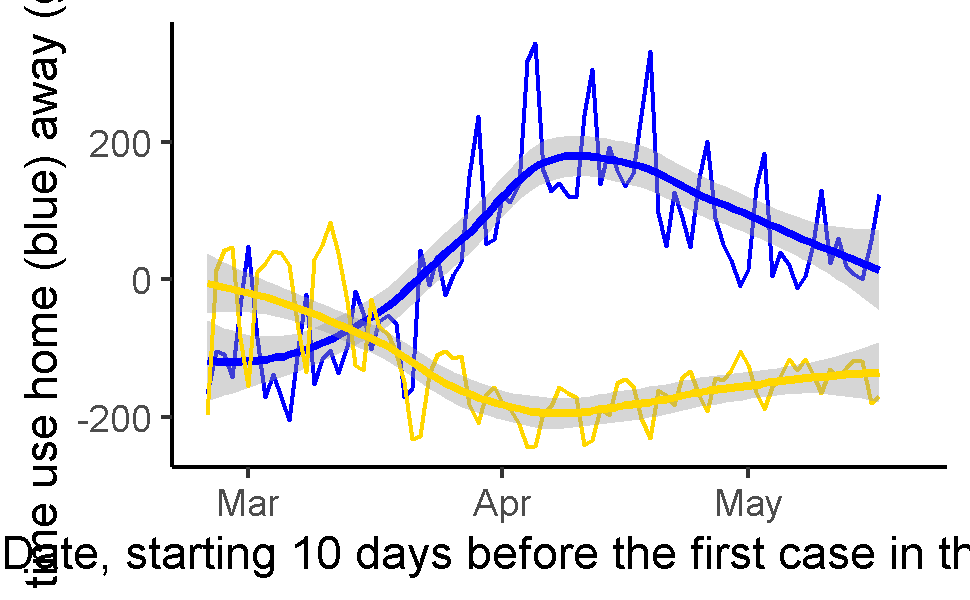 time use home (blue) away (
200
0
-200
Mar Apr May
Date, starting 10 days before the first case in th